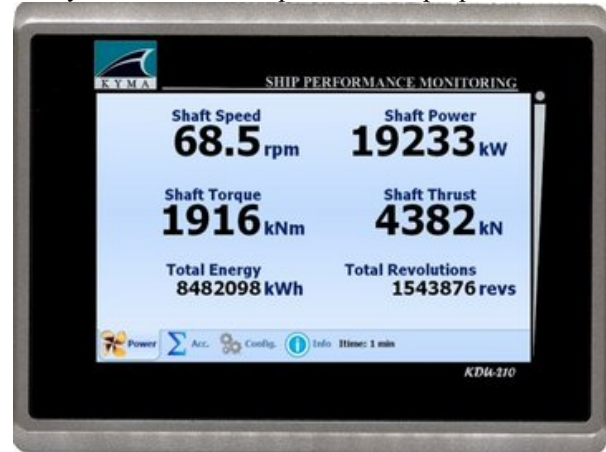 KYMA
SHIP PERFORMANCE MONITORING
Shaft Speed
68.5 rpm
Shaft Power
19233 kW
Shaft Torque
1916 kNm
Shaft Thrust
4382 kN
Total Energy
8482098 kWh
Total Revolutions
1543876 revs
Power Acc. Config. Info Itime: 1 min
KDU-210